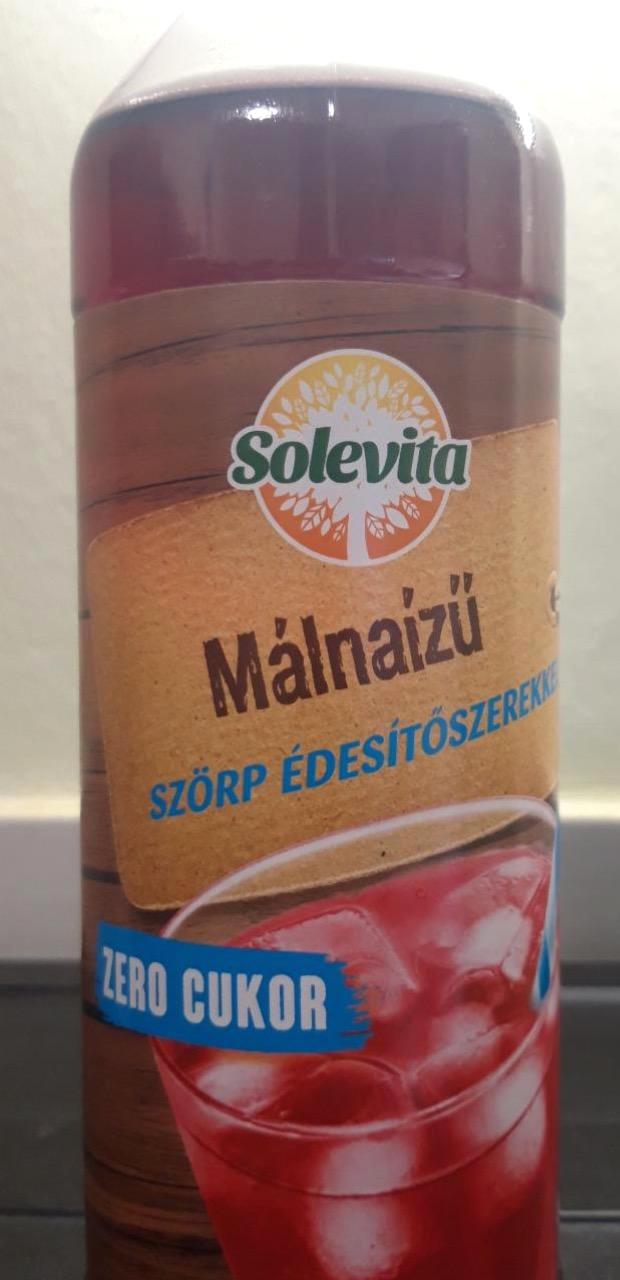 Solevita
Málnaízű
SZÖRP ÉDESÍTŐSZEREKKEL
ZERO CUKOR